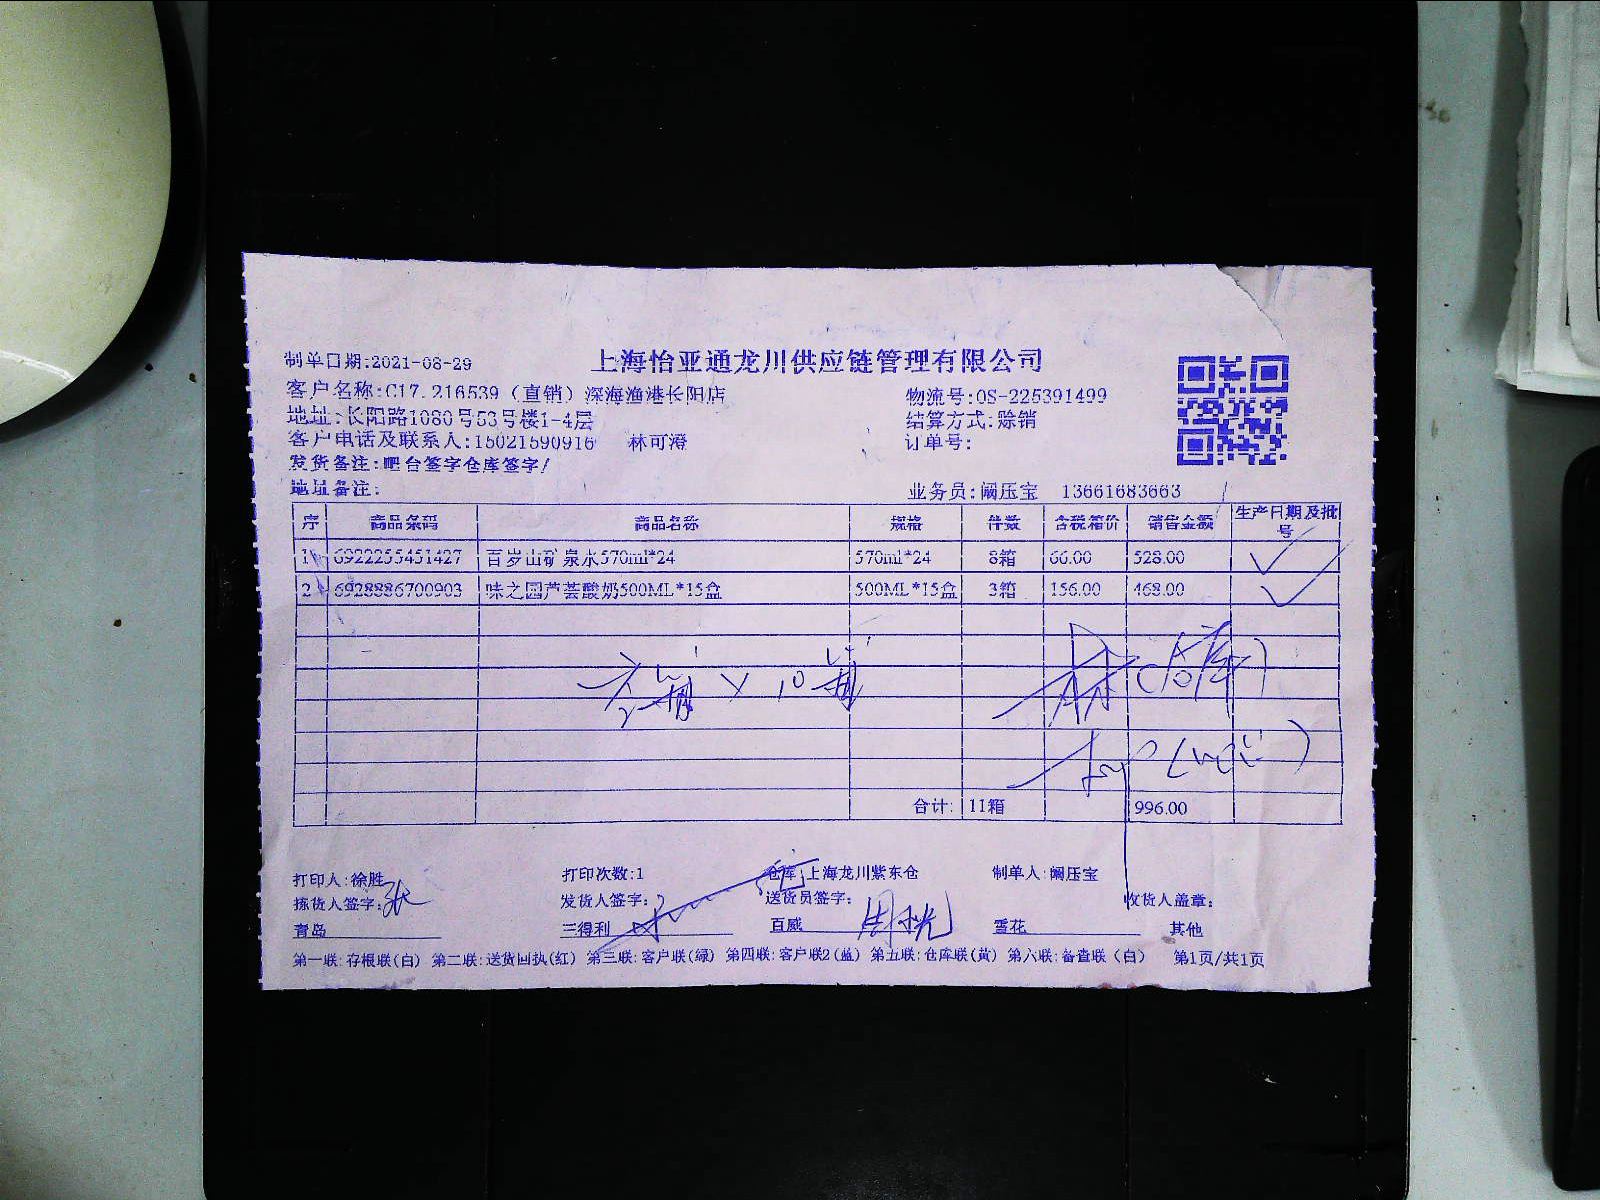 制单日期:2021-08-29
上海怡亚通龙川供应链管理有限公司
客户名称:C17.216539（直销）深海渔港长阳店
物流号:OS-225391499
地址:长阳路1080号53号楼1-4层
结算方式:赊销
客户电话及联系人:15021590916 林可澄
订单号:
发货备注:吧台签字仓库签字/
地址备注:
业务员:阚压宝 13661683663
序 商品条码 商品名称 规格 件数 含税箱价 销售金额 生产日期及批号
1 6922255451427 百岁山矿泉水570ml*24 570ml*24 8箱 66.00 528.00
2 6928886700903 味之园芦荟酸奶500ML*15盒 500ML*15盒 3箱 156.00 468.00
合计: 11箱 996.00
打印人:徐胜 打印次数:1 仓库:上海龙川紫东仓 制单人:阚压宝
拣货人签字: 张 发货人签字: 送货员签字: 收货人盖章:
青岛 三得利 百威 雪花 其他
第一联:存根联(白) 第二联:送货回执(红) 第三联:客户联(绿) 第四联:客户联2(蓝) 第五联:仓库联(黄) 第六联:备查联(白) 第1页/共1页